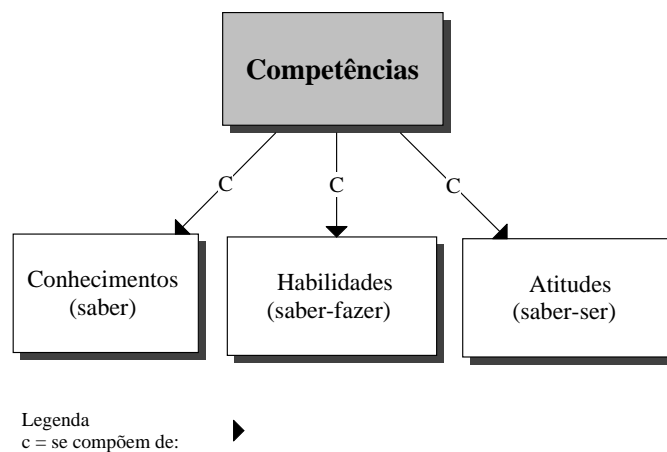 Competências
C
C
C
Conhecimentos
(saber)
Habilidades
(saber-fazer)
Atitudes
(saber-ser)
Legenda
c = se compõem de: